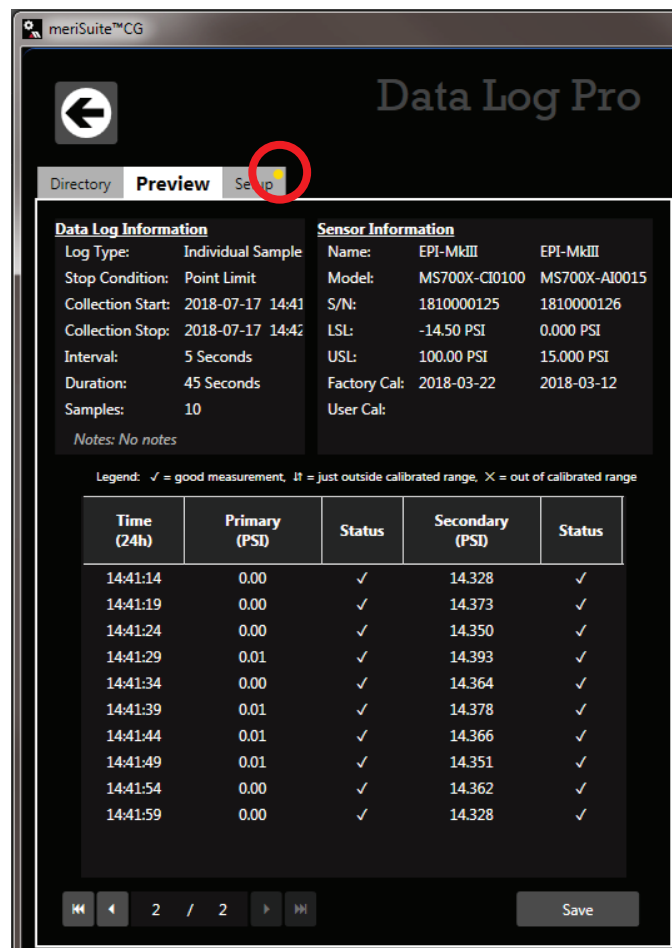 meriSuite™CG
Data Log Pro
Directory Preview Setup
Data Log Information
Log Type: Individual Sample
Stop Condition: Point Limit
Collection Start: 2018-07-17 14:41
Collection Stop: 2018-07-17 14:42
Interval: 5 Seconds
Duration: 45 Seconds
Samples: 10
Notes: No notes
Sensor Information
Name: EPI-MkIII EPI-MkIII
Model: MS700X-CI0100 MS700X-AI0015
S/N: 1810000125 1810000126
LSL: -14.50 PSI 0.000 PSI
USL: 100.00 PSI 15.000 PSI
Factory Cal: 2018-03-22 2018-03-12
User Cal:
Legend: ✓ = good measurement, ↓↑ = just outside calibrated range, ✕ = out of calibrated range
Time (24h) Primary (PSI) Status Secondary (PSI) Status
14:41:14 0.00 ✓ 14.328 ✓
14:41:19 0.00 ✓ 14.373 ✓
14:41:24 0.00 ✓ 14.350 ✓
14:41:29 0.01 ✓ 14.393 ✓
14:41:34 0.00 ✓ 14.364 ✓
14:41:39 0.01 ✓ 14.378 ✓
14:41:44 0.01 ✓ 14.366 ✓
14:41:49 0.01 ✓ 14.351 ✓
14:41:54 0.00 ✓ 14.362 ✓
14:41:59 0.00 ✓ 14.328 ✓
2 / 2
Save